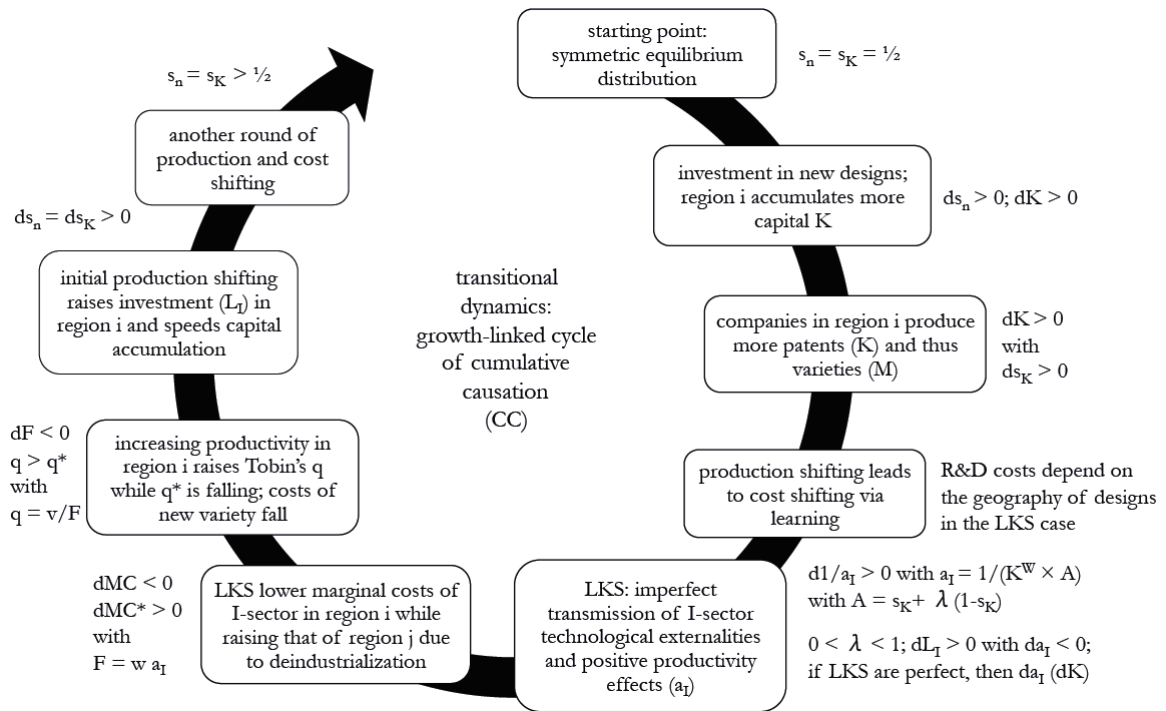 starting point:
symmetric equilibrium
distribution
sₙ = s_K = ½
investment in new designs;
region i accumulates more
capital K
dsₙ > 0; dK > 0
companies in region i produce
more patents (K) and thus
varieties (M)
dK > 0
with
ds_K > 0
production shifting leads
to cost shifting via
learning
R&D costs depend on
the geography of designs
in the LKS case
LKS: imperfect
transmission of I-sector
technological externalities
and positive productivity
effects (a_I)
d1/a_I > 0 with a_I = 1/(K^W × A)
with A = s_K + λ (1-s_K)
0 < λ < 1; dL_I > 0 with da_I < 0;
if LKS are perfect, then da_I (dK)
LKS lower marginal costs of
I-sector in region i while
raising that of region j due
to deindustrialization
dMC < 0
dMC* > 0
with
F = w a_I
increasing productivity in
region i raises Tobin's q
while q* is falling; costs of
new variety fall
dF < 0
q > q*
with
q = v/F
initial production shifting
raises investment (L_I) in
region i and speeds capital
accumulation
dsₙ = ds_K > 0
another round of
production and cost
shifting
sₙ = s_K > ½
transitional
dynamics:
growth-linked cycle
of cumulative
causation
(CC)